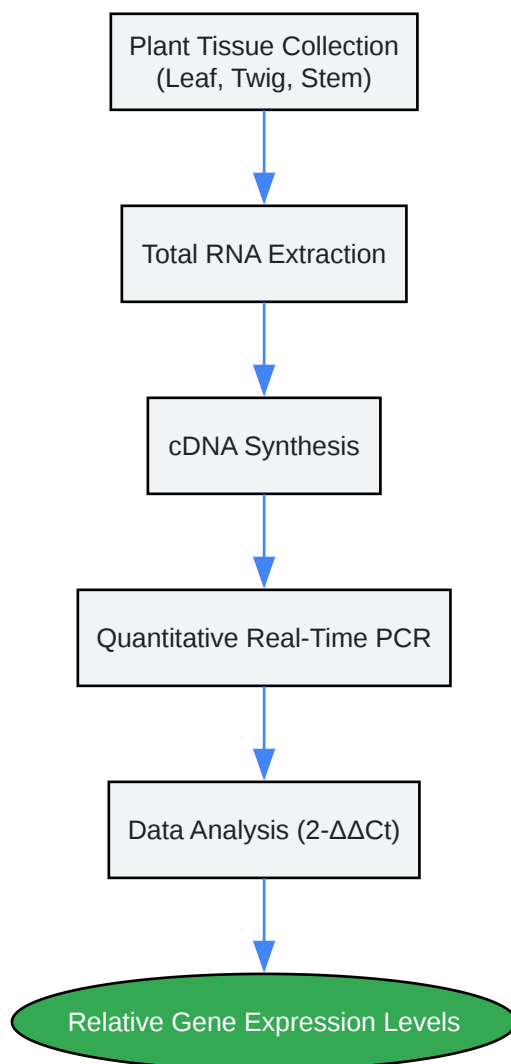 Plant Tissue Collection
(Leaf, Twig, Stem)
Total RNA Extraction
cDNA Synthesis
Quantitative Real-Time PCR
Data Analysis (2-ΔΔCt)
Relative Gene Expression Levels